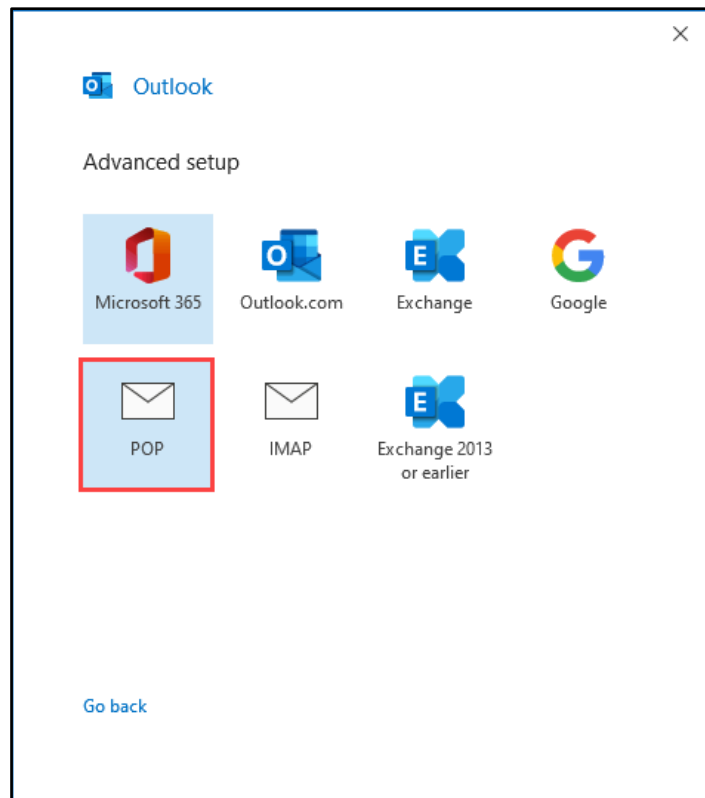 Outlook
Advanced setup
Microsoft 365
Outlook.com
Exchange
Google
POP
IMAP
Exchange 2013
or earlier
Go back